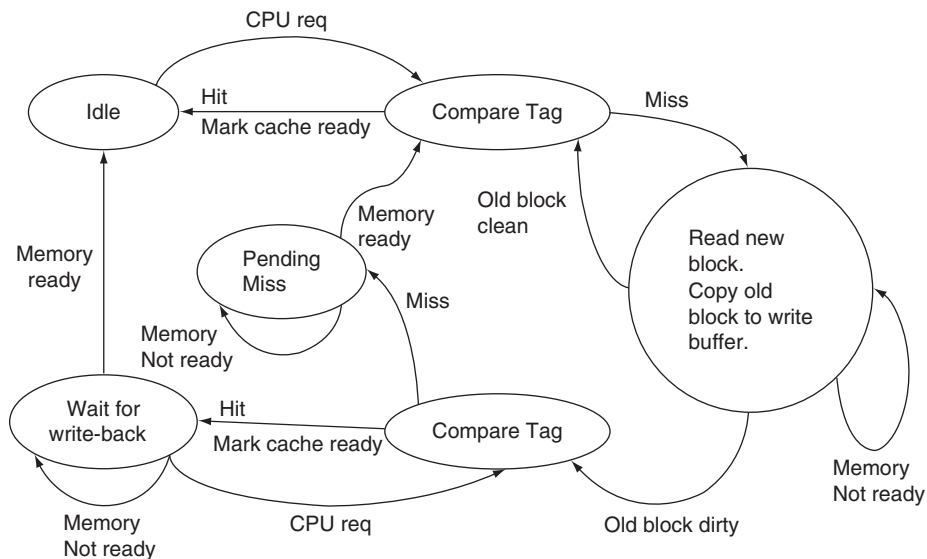 CPU req
Idle
Hit
Mark cache ready
Compare Tag
Miss
Memory
ready
Pending
Miss
Memory
ready
Old block
clean
Read new
block.
Copy old
block to write
buffer.
Miss
Memory
Not ready
Wait for
write-back
Hit
Mark cache ready
Compare Tag
Memory
Not ready
CPU req
Old block dirty
Memory
Not ready